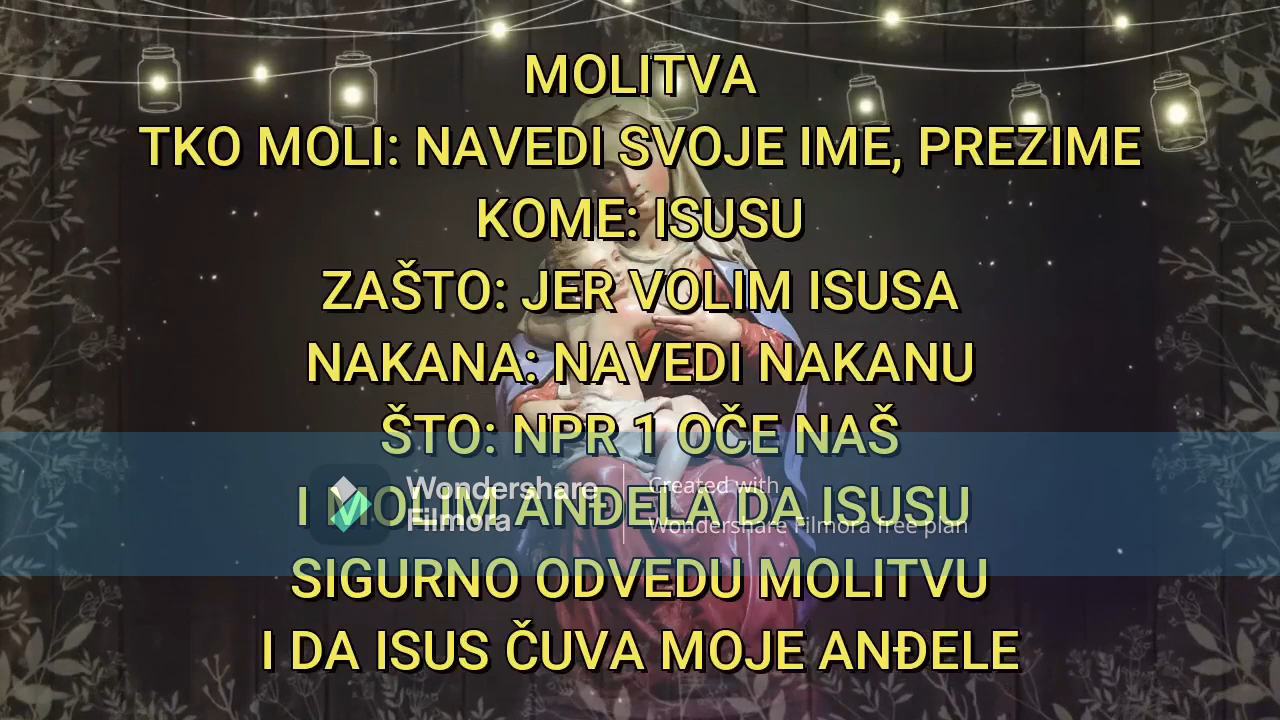 MOLITVA
TKO MOLI: NAVEDI SVOJE IME, PREZIME
KOME: ISUSU
ZAŠTO: JER VOLIM ISUSA
NAKANA: NAVEDI NAKANU
ŠTO: NPR 1 OČE NAŠ
I MOLIM ANĐELA DA ISUSU
Wondershare
Filmora
Created with
Wondershare Filmora free plan
SIGURNO ODVEDU MOLITVU
I DA ISUS ČUVA MOJE ANĐELE